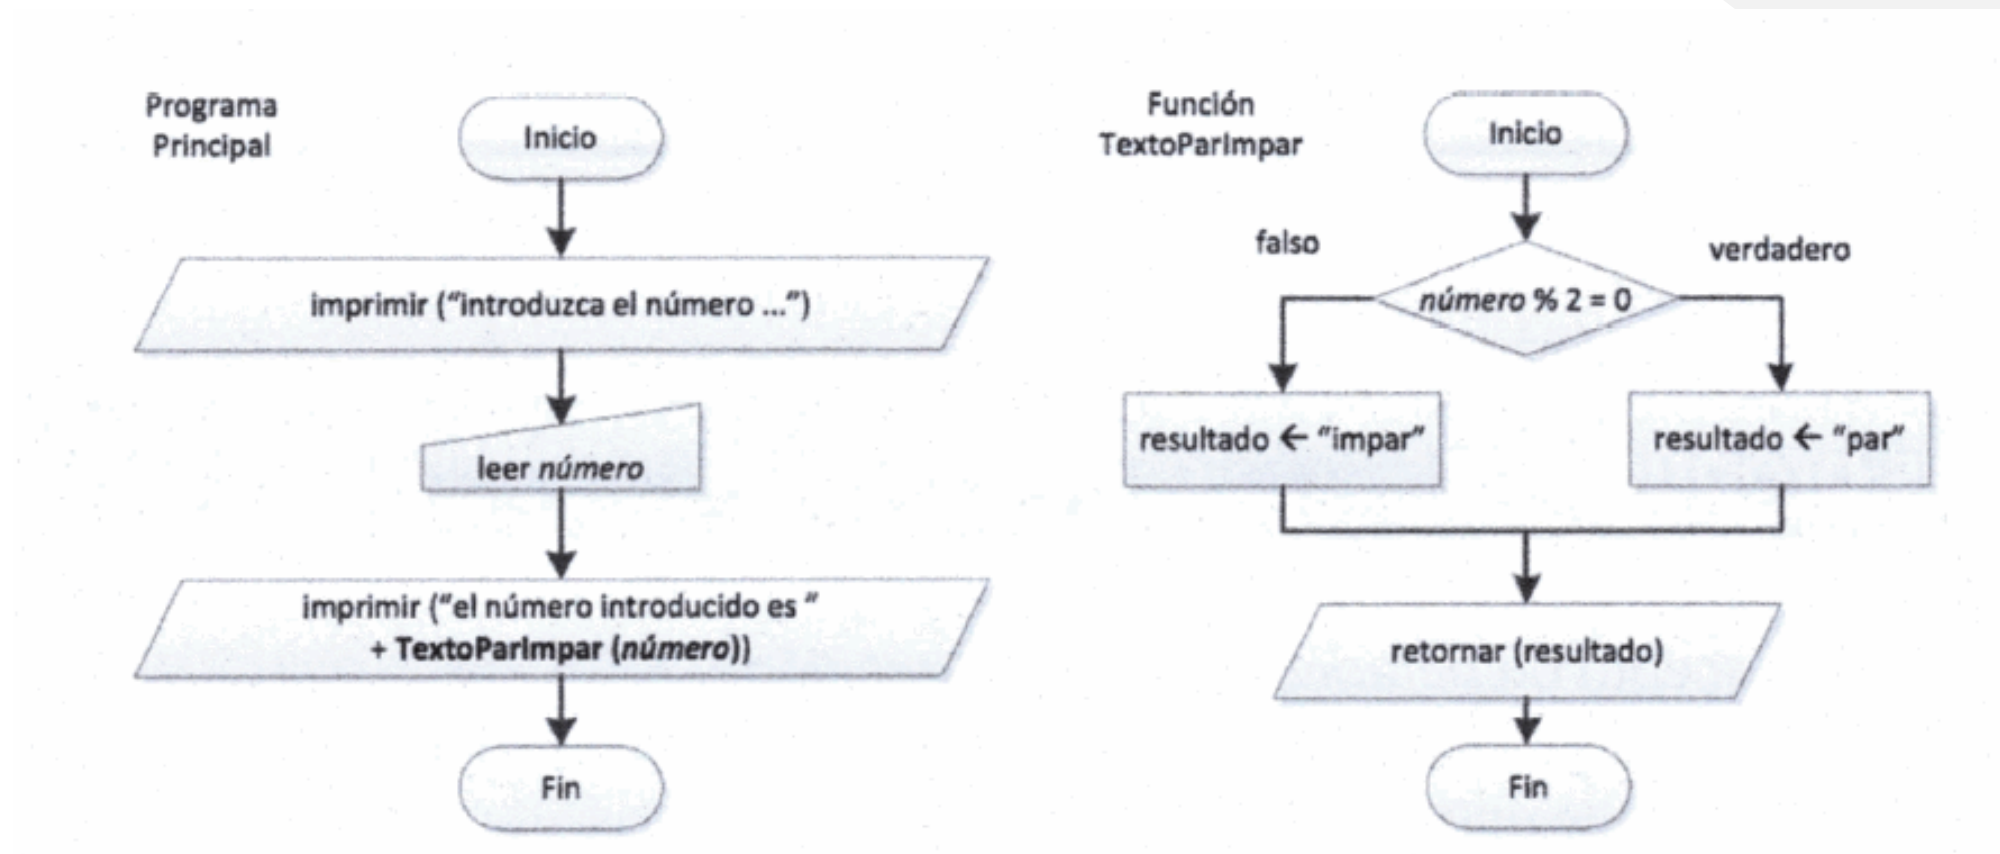 Programa
Principal
Inicio
imprimir (“introduzca el número ...”)
leer número
imprimir (“el número introducido es “
+ TextoParImpar (número))
Fin
Función
TextoParImpar
Inicio
falso
verdadero
número % 2 = 0
resultado ← “impar”
resultado ← “par”
retornar (resultado)
Fin